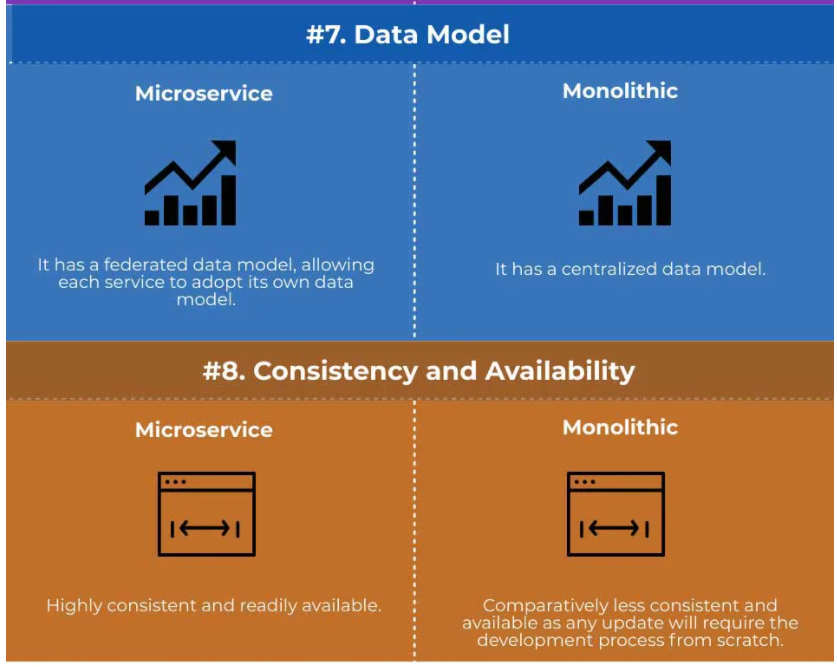 #7. Data Model
Microservice
It has a federated data model, allowing
each service to adopt its own data
model.
Monolithic
It has a centralized data model.
#8. Consistency and Availability
Microservice
Highly consistent and readily available.
Monolithic
Comparatively less consistent and
available as any update will require the
development process from scratch.